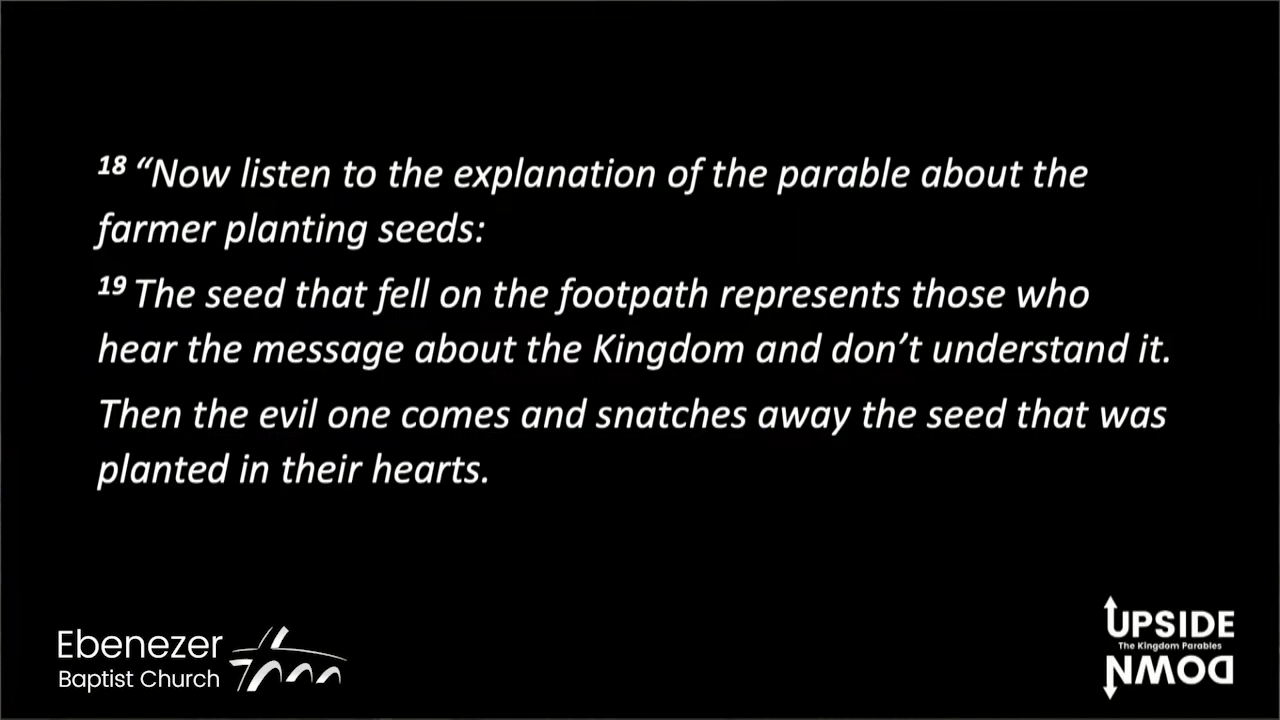 18 “Now listen to the explanation of the parable about the
farmer planting seeds:
19 The seed that fell on the footpath represents those who
hear the message about the Kingdom and don’t understand it.
Then the evil one comes and snatches away the seed that was
planted in their hearts.
Ebenezer
Baptist Church
UPSIDE
The Kingdom Parables
DOWN